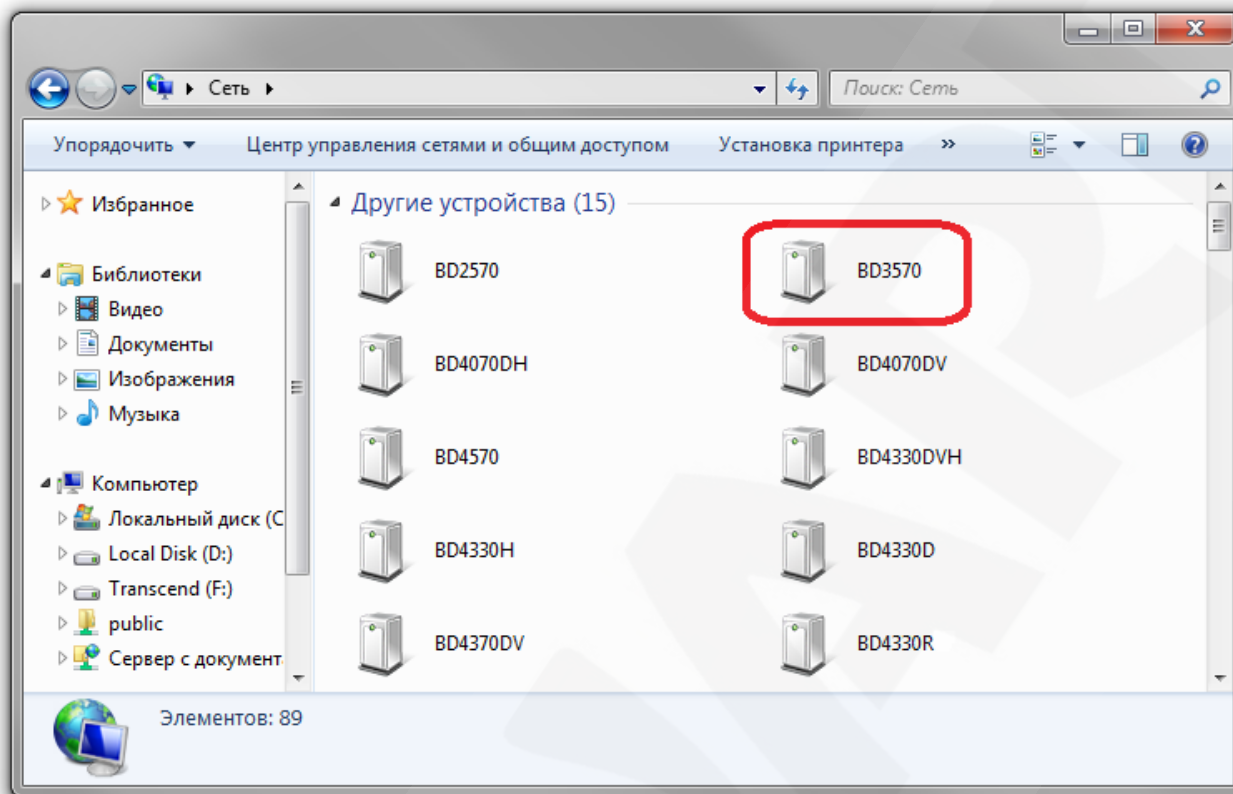 Сеть
Поиск: Сеть
Упорядочить
Центр управления сетями и общим доступом
Установка принтера
»
Избранное
Библиотеки
Видео
Документы
Изображения
Музыка
Компьютер
Локальный диск (C
Local Disk (D:)
Transcend (F:)
public
Сервер с документ
Другие устройства (15)
BD2570
BD3570
BD4070DH
BD4070DV
BD4570
BD4330DVH
BD4330H
BD4330D
BD4370DV
BD4330R
Элементов: 89